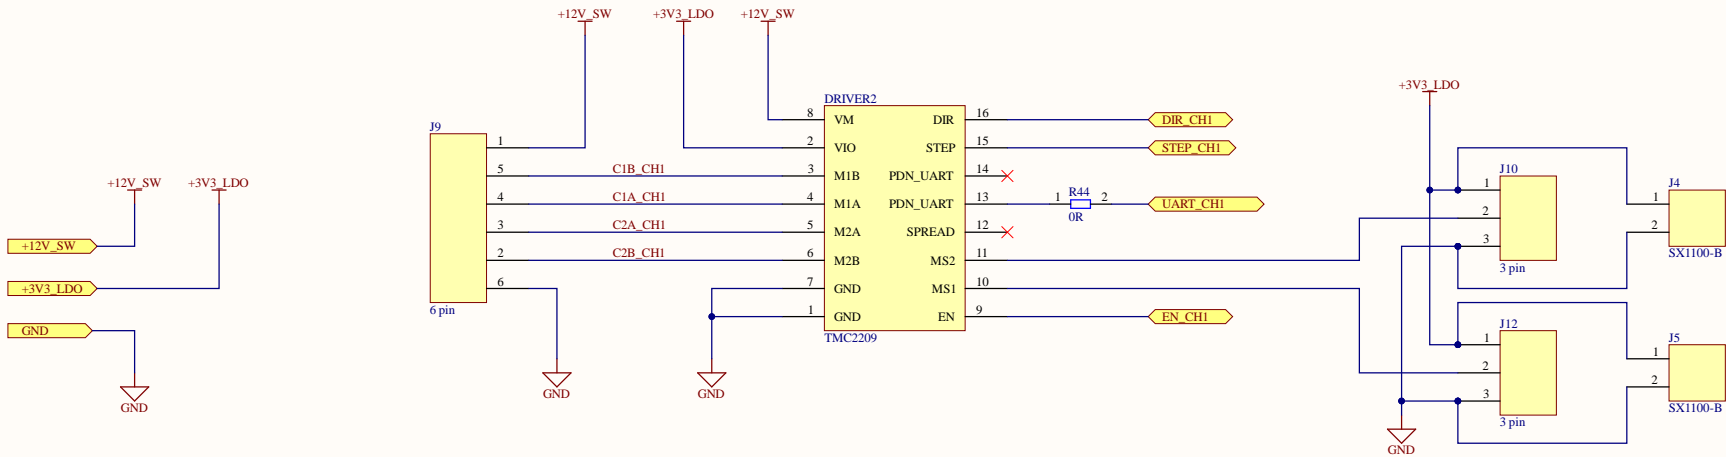 +12V_SW
+3V3_LDO
+12V_SW
+3V3_LDO
GND
GND
+12V_SW
+3V3_LDO
+12V_SW
J9
1
5
4
3
2
6
6 pin
C1B_CH1
C1A_CH1
C2A_CH1
C2B_CH1
GND
GND
DRIVER2
8 VM DIR 16
2 VIO STEP 15
3 M1B PDN_UART 14
4 M1A PDN_UART 13
5 M2A SPREAD 12
6 M2B MS2 11
7 GND MS1 10
1 GND EN 9
TMC2209
DIR_CH1
STEP_CH1
R44
1 2
0R
UART_CH1
EN_CH1
+3V3_LDO
J10
1
2
3
3 pin
J4
1
2
SX1100-B
J12
1
2
3
3 pin
J5
1
2
SX1100-B
GND